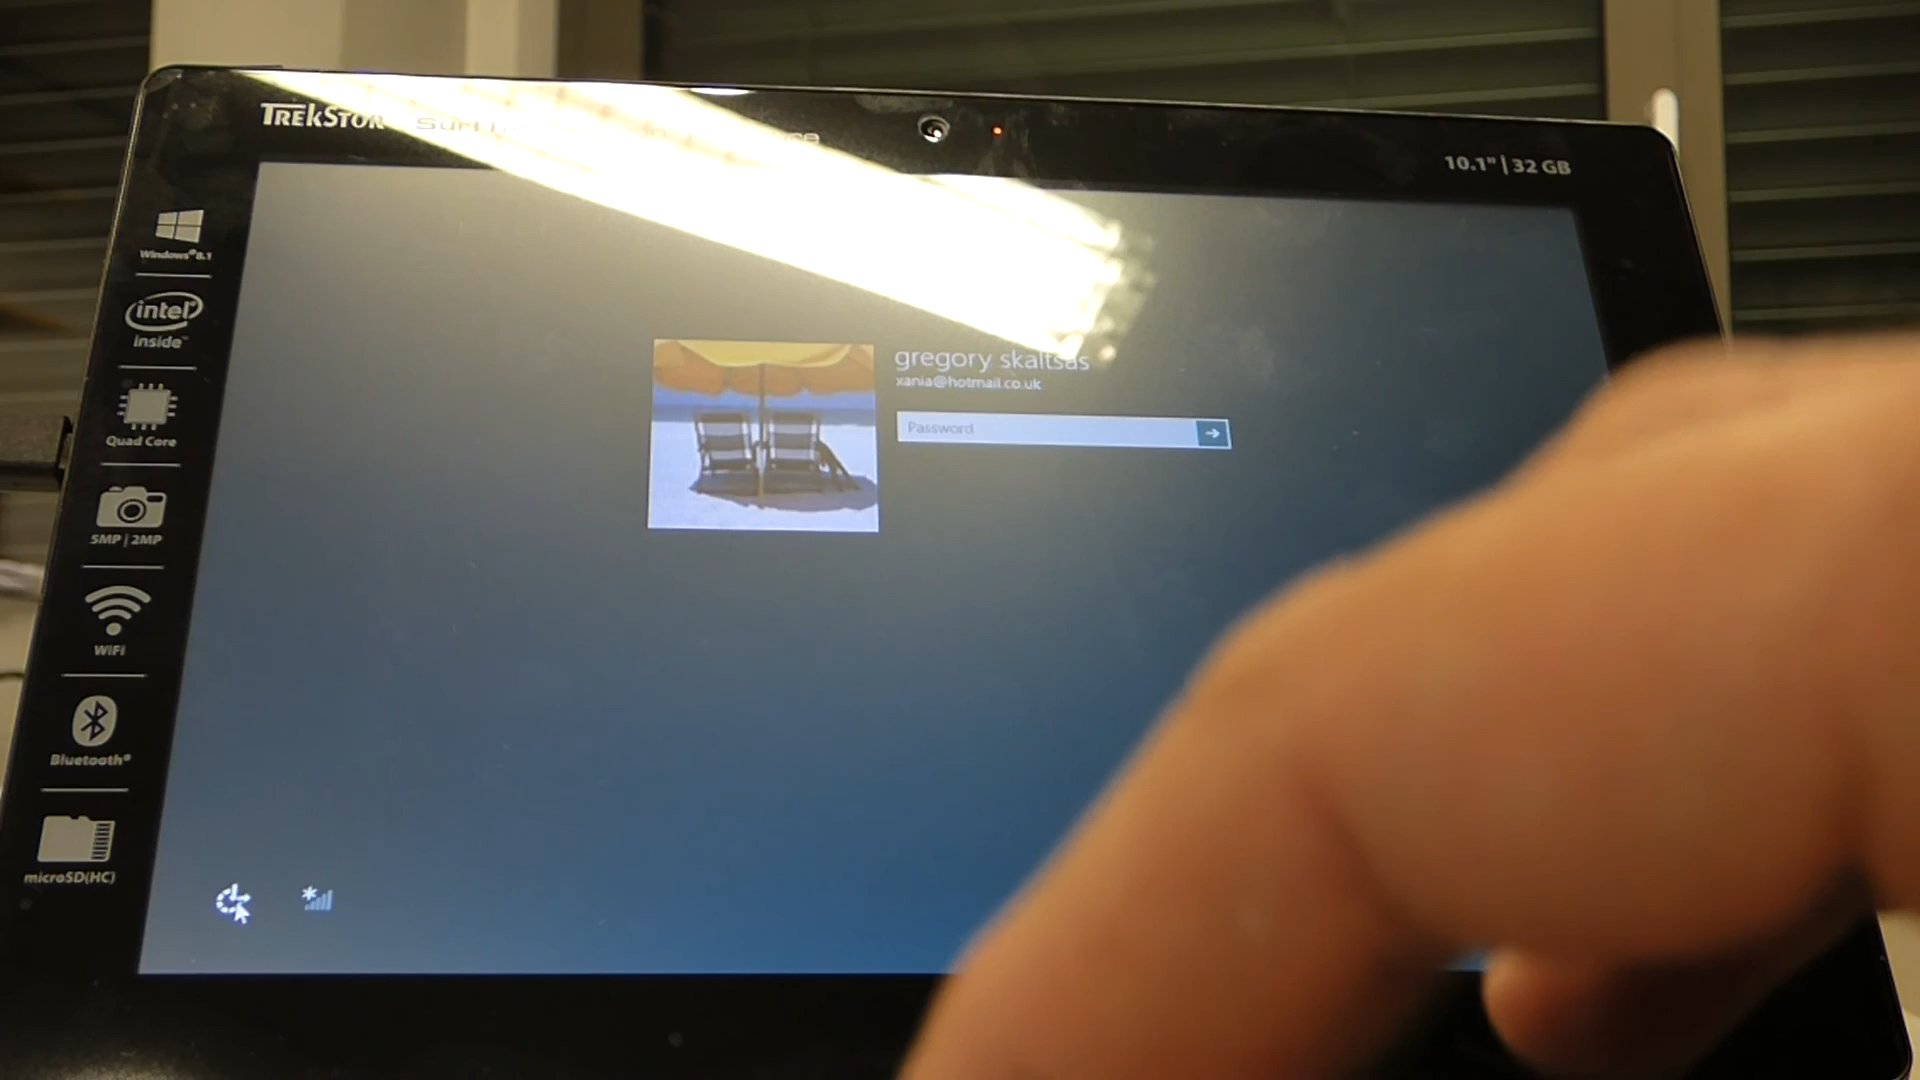 TREKSTOR
10.1" | 32 GB
Windows® 8.1
intel
inside™
Quad Core
5MP | 2MP
WiFi
Bluetooth®
microSD(HC)
gregory skaltsas
xania@hotmail.co.uk
Password